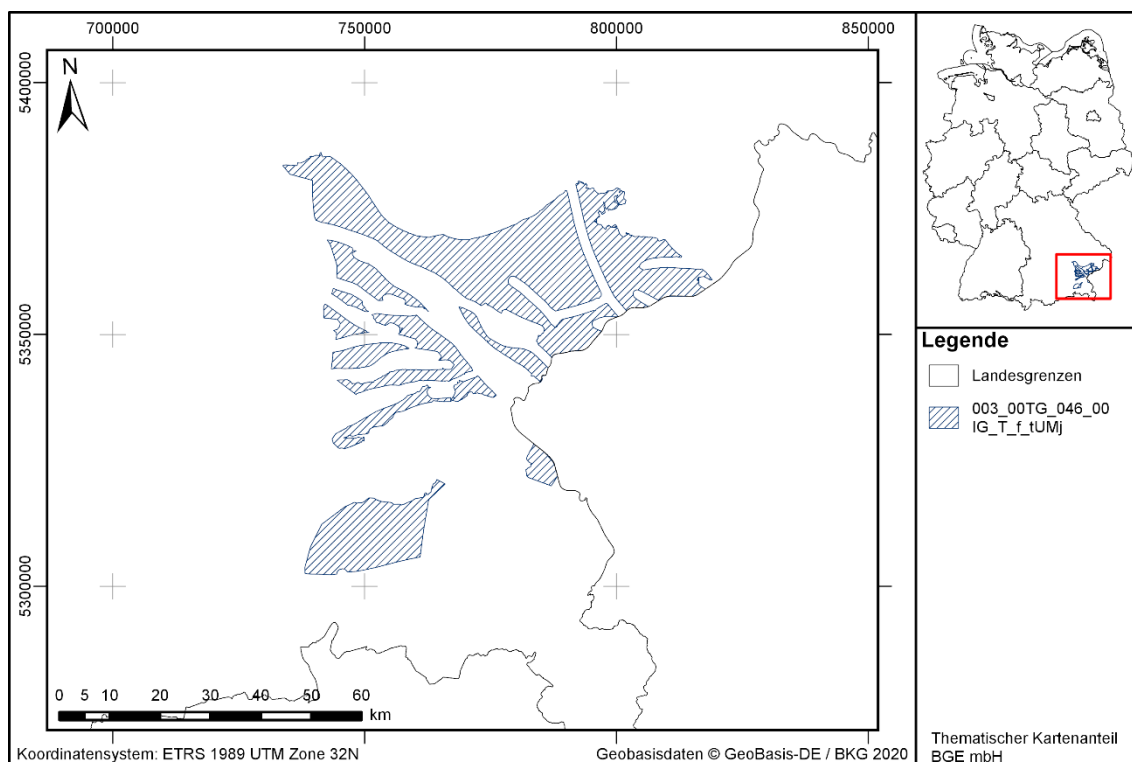 700000
750000
800000
850000
5400000
5350000
5300000
N
0 5 10 20 30 40 50 60
km
Koordinatensystem: ETRS 1989 UTM Zone 32N
Geobasisdaten © GeoBasis-DE / BKG 2020
Legende
Landesgrenzen
003_00TG_046_00
IG_T_f_tUMj
Thematischer Kartenanteil
BGE mbH